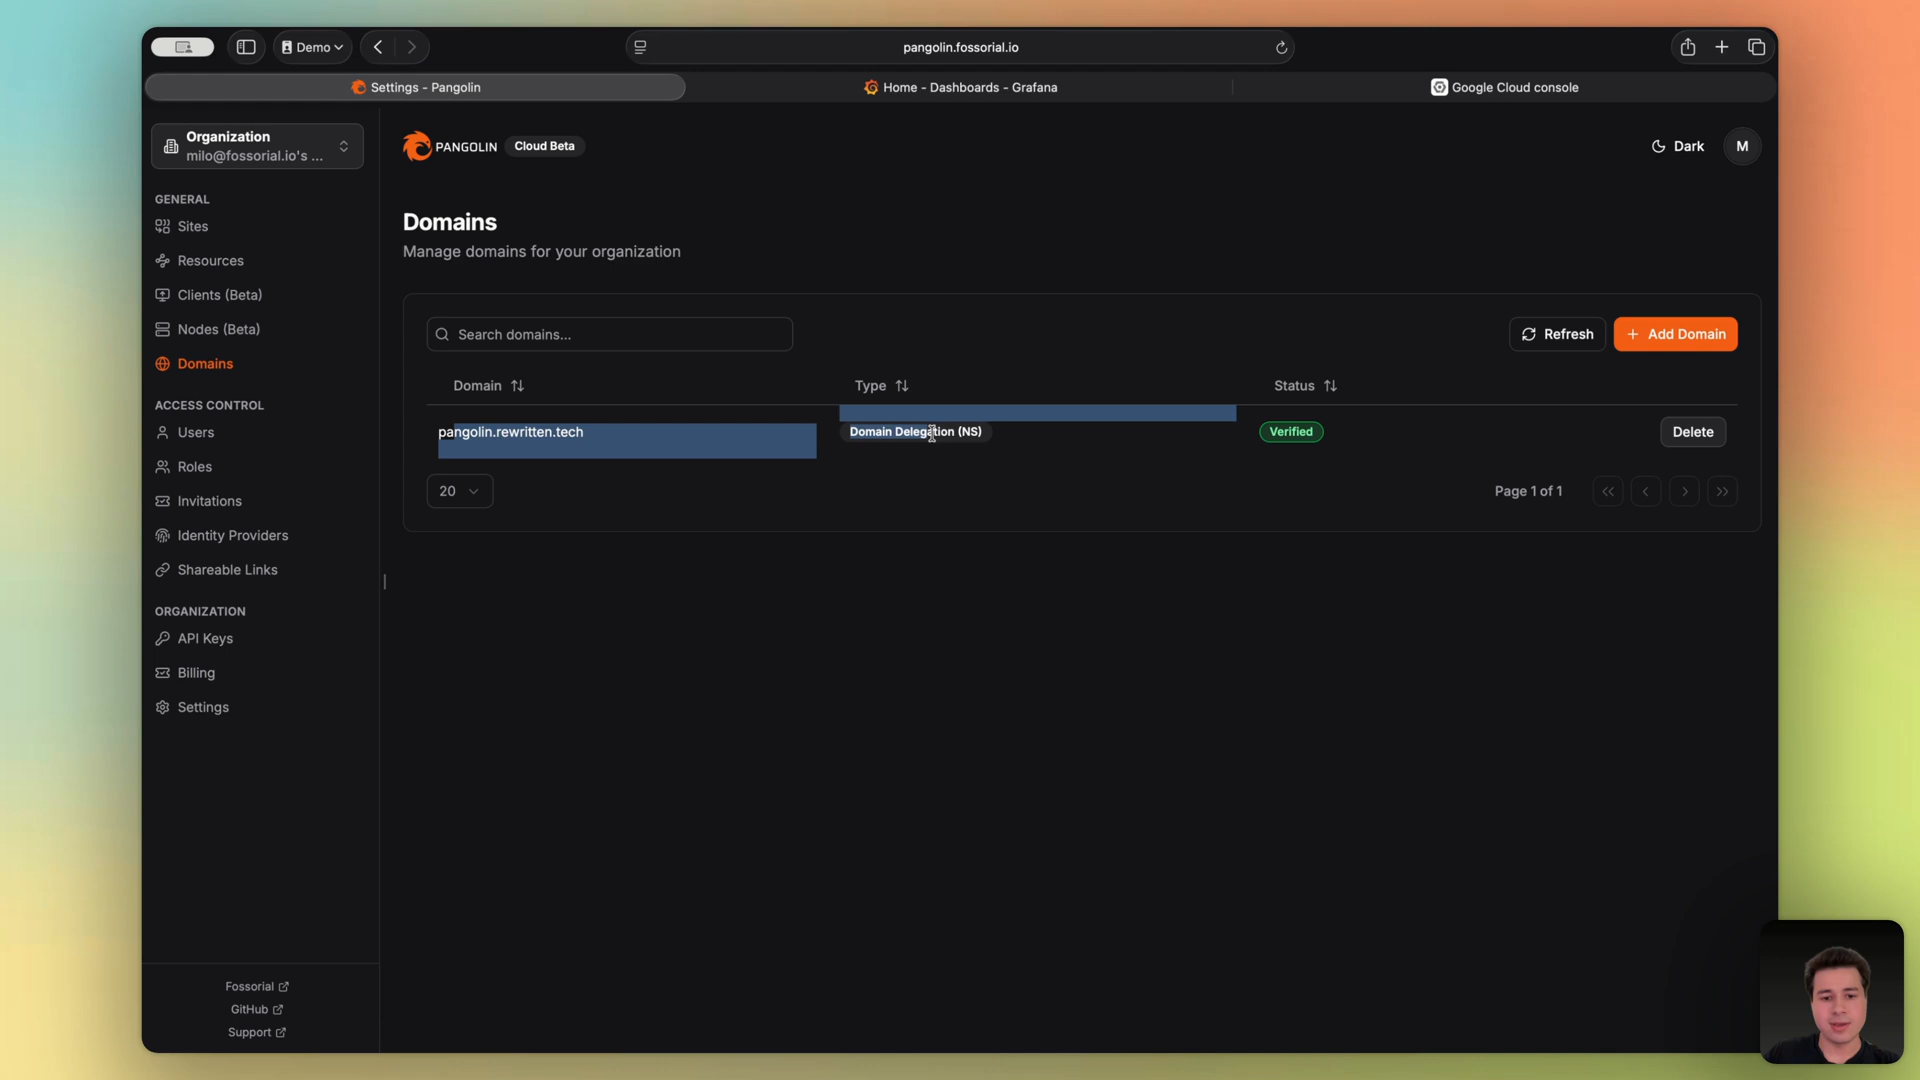 Demo
pangolin.fossorial.io
Settings - Pangolin
Home - Dashboards - Grafana
Google Cloud console
Organization
milo@fossorial.io's ...
PANGOLIN
Cloud Beta
Dark
M
GENERAL
Sites
Resources
Clients (Beta)
Nodes (Beta)
Domains
ACCESS CONTROL
Users
Roles
Invitations
Identity Providers
Shareable Links
ORGANIZATION
API Keys
Billing
Settings
Fossorial
GitHub
Support
Domains
Manage domains for your organization
Search domains...
Refresh
Add Domain
Domain
Type
Status
pangolin.rewritten.tech
Domain Delegation (NS)
Verified
Delete
20
Page 1 of 1